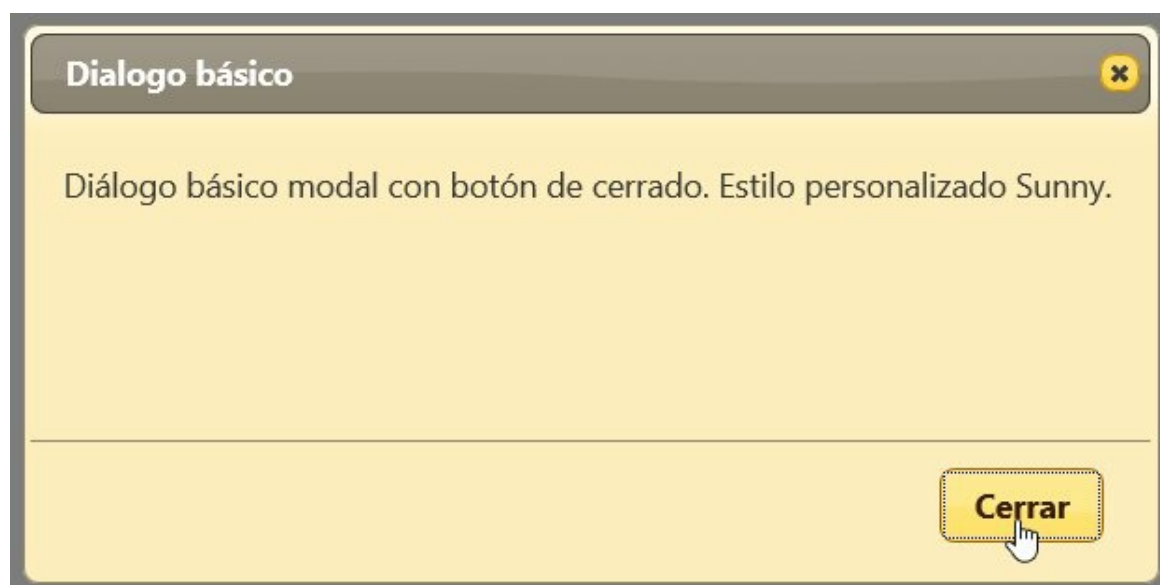 Dialogo básico
Diálogo básico modal con botón de cerrado. Estilo personalizado Sunny.
Cerrar